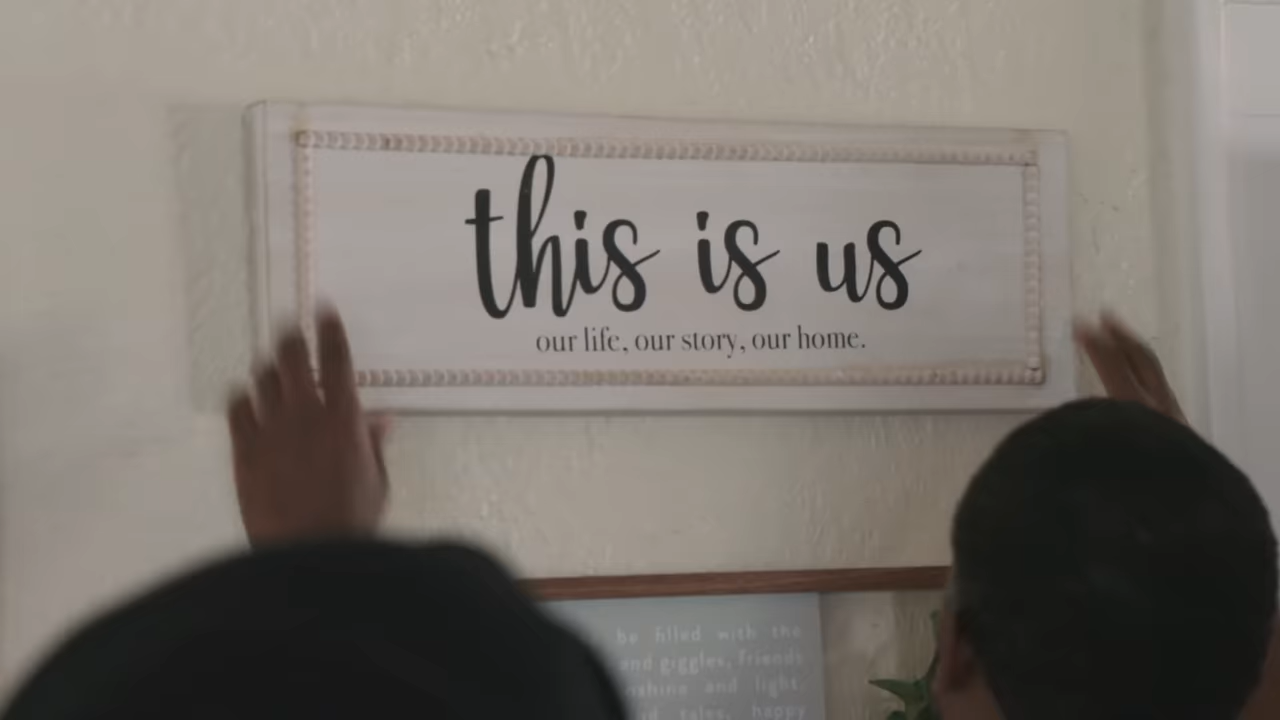 this is us
our life, our story, our home.
be filled with the
and giggles, friends
and light.
tales, happy